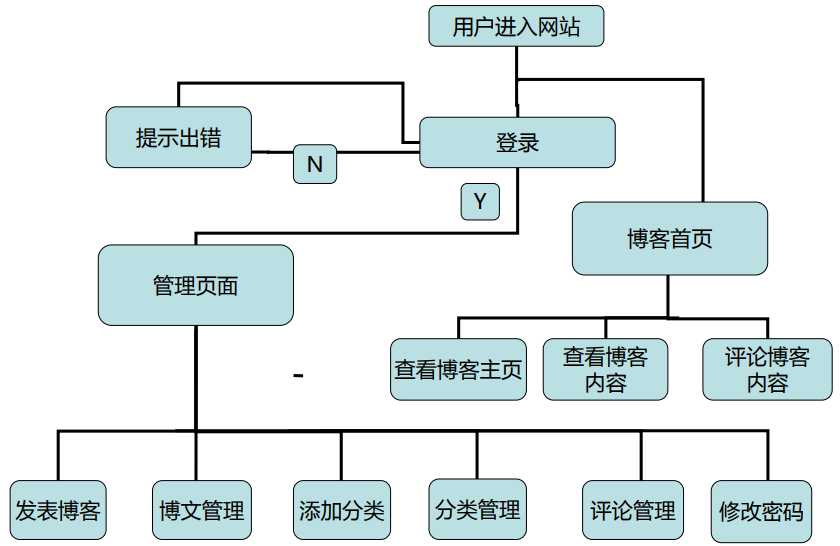 用户进入网站
提示出错
登录
N
Y
博客首页
管理页面
查看博客主页
查看博客
内容
评论博客
内容
发表博客
博文管理
添加分类
分类管理
评论管理
修改密码